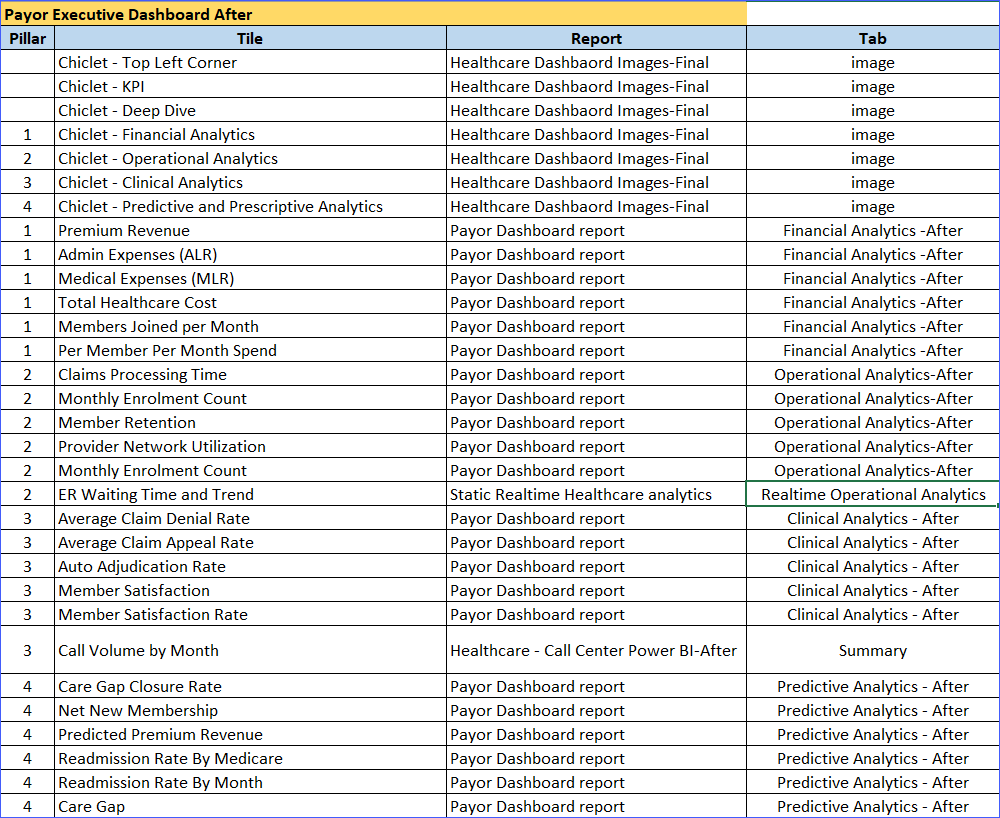 Payor Executive Dashboard After
Pillar Tile Report Tab
Chiclet - Top Left Corner Healthcare Dashbaord Images-Final image
Chiclet - KPI Healthcare Dashbaord Images-Final image
Chiclet - Deep Dive Healthcare Dashbaord Images-Final image
1 Chiclet - Financial Analytics Healthcare Dashbaord Images-Final image
2 Chiclet - Operational Analytics Healthcare Dashbaord Images-Final image
3 Chiclet - Clinical Analytics Healthcare Dashbaord Images-Final image
4 Chiclet - Predictive and Prescriptive Analytics Healthcare Dashbaord Images-Final image
1 Premium Revenue Payor Dashboard report Financial Analytics -After
1 Admin Expenses (ALR) Payor Dashboard report Financial Analytics -After
1 Medical Expenses (MLR) Payor Dashboard report Financial Analytics -After
1 Total Healthcare Cost Payor Dashboard report Financial Analytics -After
1 Members Joined per Month Payor Dashboard report Financial Analytics -After
1 Per Member Per Month Spend Payor Dashboard report Financial Analytics -After
2 Claims Processing Time Payor Dashboard report Operational Analytics-After
2 Monthly Enrolment Count Payor Dashboard report Operational Analytics-After
2 Member Retention Payor Dashboard report Operational Analytics-After
2 Provider Network Utilization Payor Dashboard report Operational Analytics-After
2 Monthly Enrolment Count Payor Dashboard report Operational Analytics-After
2 ER Waiting Time and Trend Static Realtime Healthcare analytics Realtime Operational Analytics
3 Average Claim Denial Rate Payor Dashboard report Clinical Analytics - After
3 Average Claim Appeal Rate Payor Dashboard report Clinical Analytics - After
3 Auto Adjudication Rate Payor Dashboard report Clinical Analytics - After
3 Member Satisfaction Payor Dashboard report Clinical Analytics - After
3 Member Satisfaction Rate Payor Dashboard report Clinical Analytics - After
3 Call Volume by Month Healthcare - Call Center Power BI-After Summary
4 Care Gap Closure Rate Payor Dashboard report Predictive Analytics - After
4 Net New Membership Payor Dashboard report Predictive Analytics - After
4 Predicted Premium Revenue Payor Dashboard report Predictive Analytics - After
4 Readmission Rate By Medicare Payor Dashboard report Predictive Analytics - After
4 Readmission Rate By Month Payor Dashboard report Predictive Analytics - After
4 Care Gap Payor Dashboard report Predictive Analytics - After